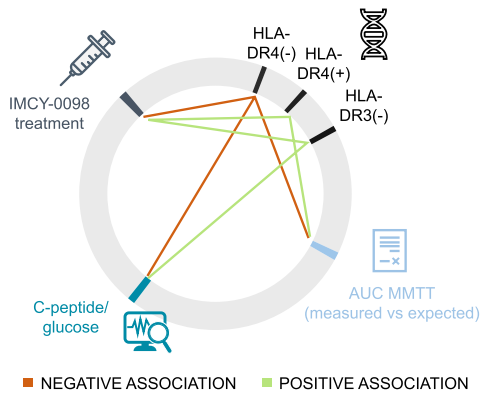 HLA-
DR4(-)
HLA-
DR4(+)
HLA-
DR3(-)
IMCY-0098
treatment
AUC MMTT
(measured vs expected)
C-peptide/
glucose
NEGATIVE ASSOCIATION
POSITIVE ASSOCIATION